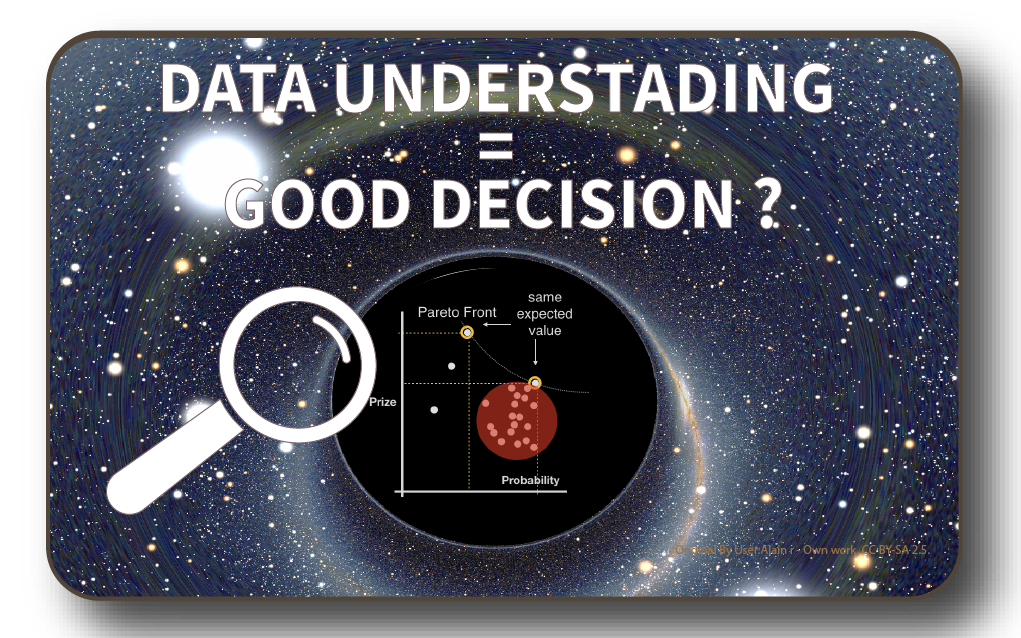 DATA UNDERSTADING
=
GOOD DECISION ?
same
Pareto Front
expected
value
Prize
Probability
By User:Alain r - Own work, CC BY-SA 2.5,